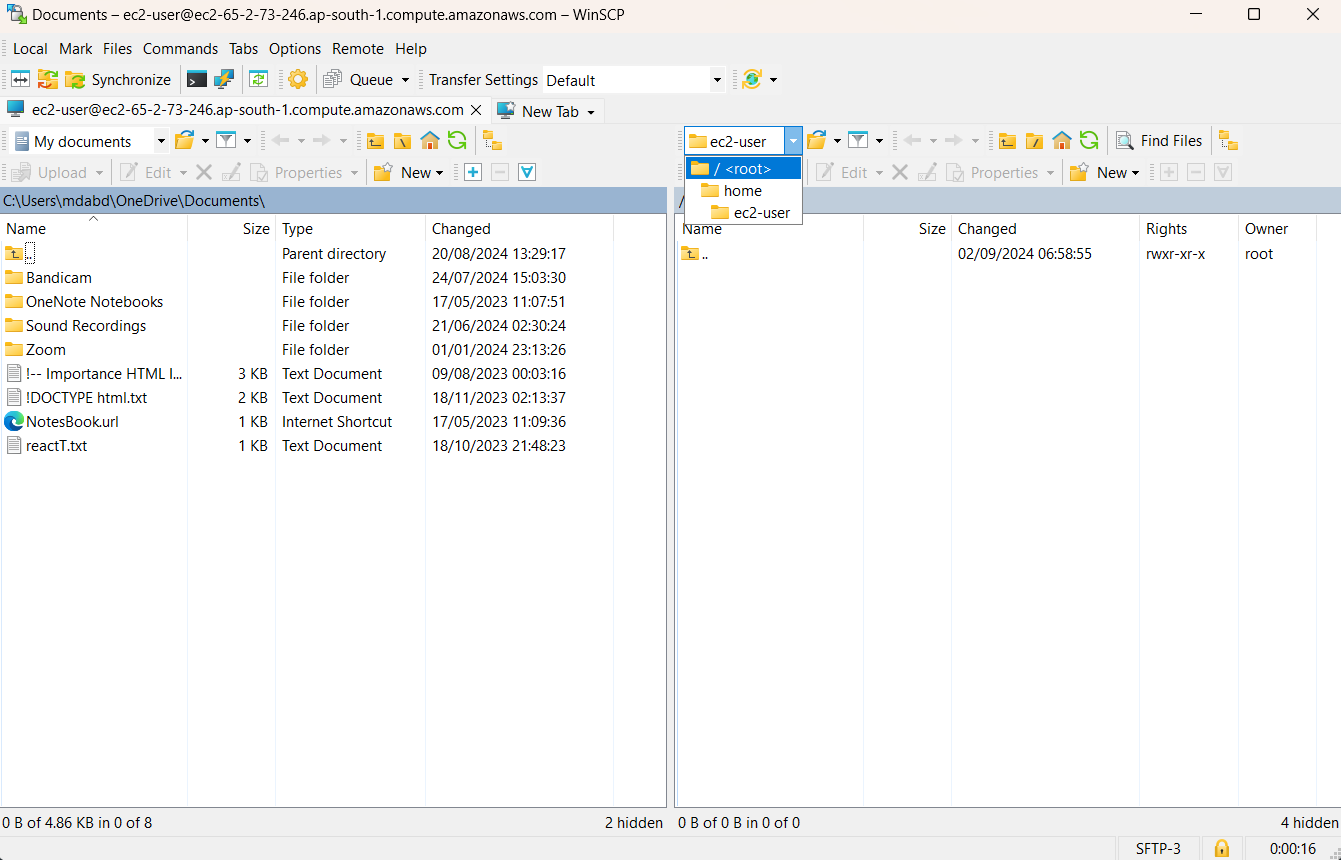 Documents – ec2-user@ec2-65-2-73-246.ap-south-1.compute.amazonaws.com – WinSCP
Local Mark Files Commands Tabs Options Remote Help
Synchronize Queue Transfer Settings Default
ec2-user@ec2-65-2-73-246.ap-south-1.compute.amazonaws.com New Tab
My documents
Upload Edit Properties New
C:\Users\mdabd\OneDrive\Documents\
Name Size Type Changed
.. Parent directory 20/08/2024 13:29:17
Bandicam File folder 24/07/2024 15:03:30
OneNote Notebooks File folder 17/05/2023 11:07:51
Sound Recordings File folder 21/06/2024 02:30:24
Zoom File folder 01/01/2024 23:13:26
!-- Importance HTML I... 3 KB Text Document 09/08/2023 00:03:16
!DOCTYPE html.txt 2 KB Text Document 18/11/2023 02:13:37
NotesBook.url 1 KB Internet Shortcut 17/05/2023 11:09:36
reactT.txt 1 KB Text Document 18/10/2023 21:48:23
0 B of 4.86 KB in 0 of 8 2 hidden
ec2-user Find Files
/ <root>
home
ec2-user
Edit Properties New
/
Name Size Changed Rights Owner
.. 02/09/2024 06:58:55 rwxr-xr-x root
0 B of 0 B in 0 of 0 4 hidden
SFTP-3 0:00:16